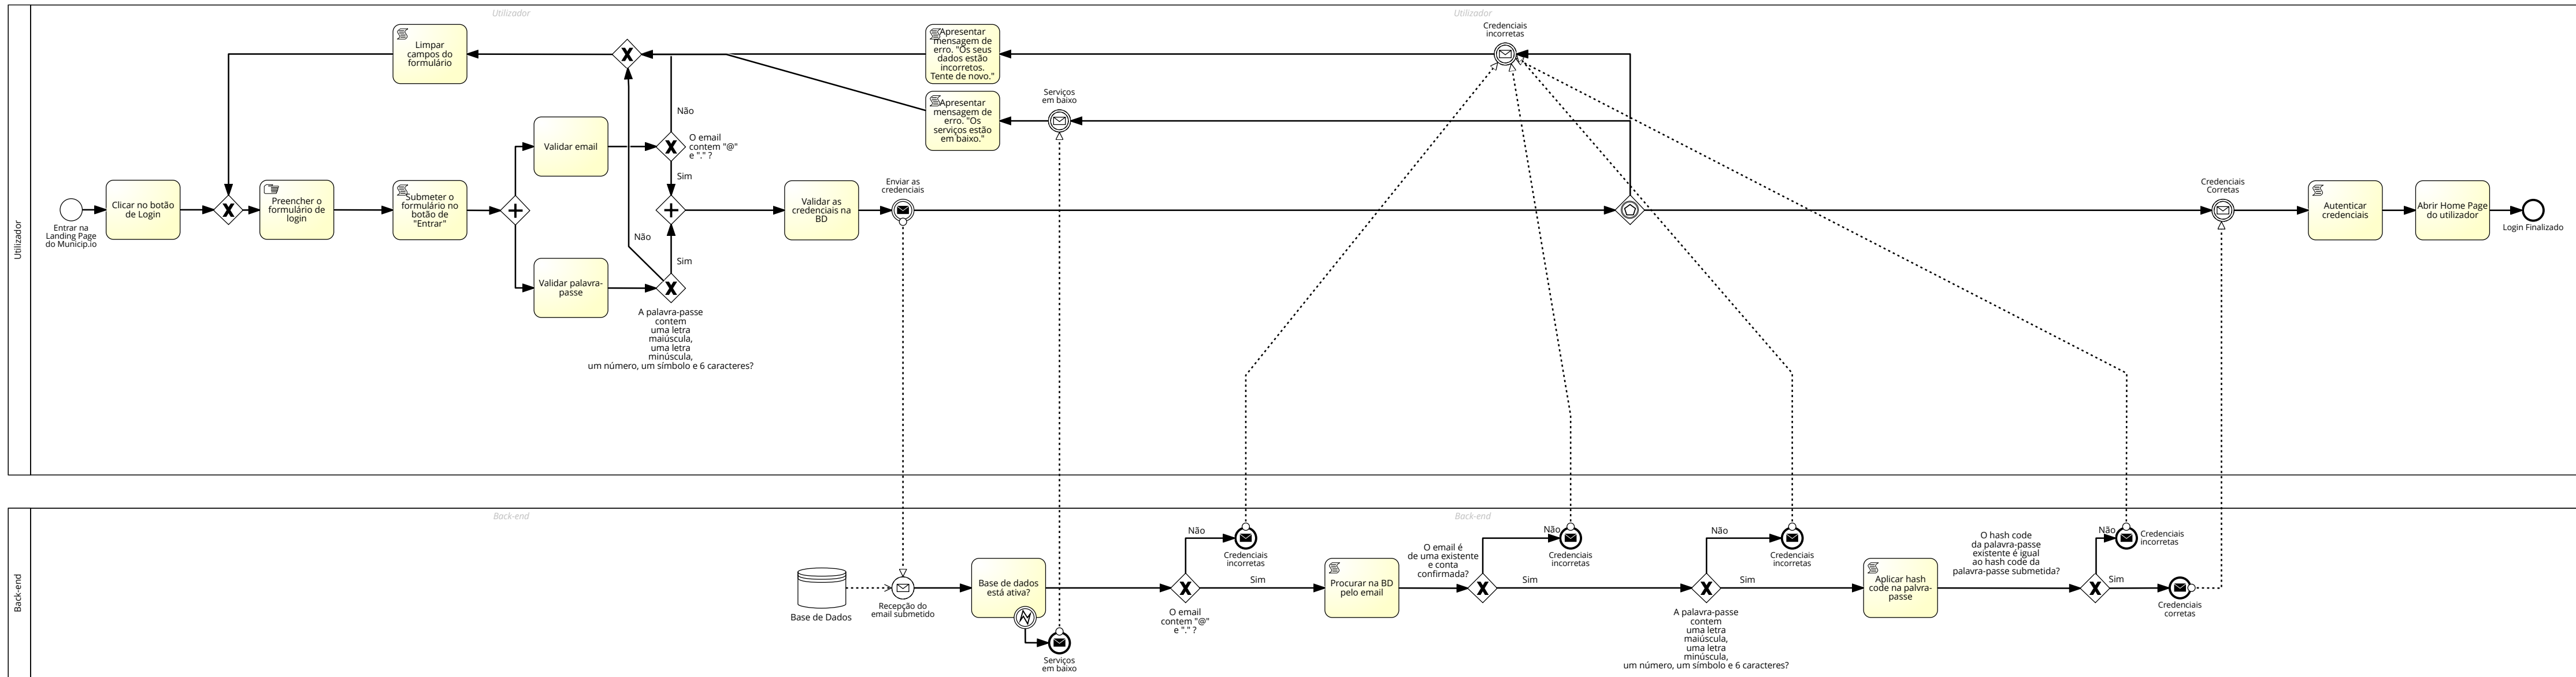 Utilizador
Utilizador
Utilizador
Entrar na
Landing Page
do Municip.io
Clicar no botão
de Login
Limpar
campos do
formulário
Preencher o
formulário de
login
Submeter o
formulário no
botão de
"Entrar"
Validar email
Validar palavra-
passe
Não
O email
contem "@"
e "." ?
Sim
Não
Sim
A palavra-passe
contem
uma letra
maiúscula,
uma letra
minúscula,
um número, um símbolo e 6 caracteres?
Validar as
credenciais na
BD
Enviar as
credenciais
Apresentar
mensagem de
erro. "Os seus
dados estão
incorretos.
Tente de novo."
Apresentar
mensagem de
erro. "Os
serviços estão
em baixo."
Serviços
em baixo
Credenciais
incorretas
Credenciais
Corretas
Autenticar
credenciais
Abrir Home Page
do utilizador
Login Finalizado
Back-end
Back-end
Back-end
Base de Dados
Recepção do
email submetido
Base de dados
está ativa?
Serviços
em baixo
Não
Credenciais
incorretas
Sim
O email
contem "@"
e "." ?
Procurar na BD
pelo email
O email é
de uma existente
e conta
confirmada?
Não
Credenciais
incorretas
Sim
Não
Credenciais
incorretas
Sim
A palavra-passe
contem
uma letra
maiúscula,
uma letra
minúscula,
um número, um símbolo e 6 caracteres?
Aplicar hash
code na palvra-
passe
O hash code
da palavra-passe
existente é igual
ao hash code da
palavra-passe submetida?
Não
Credenciais
incorretas
Sim
Credenciais
corretas